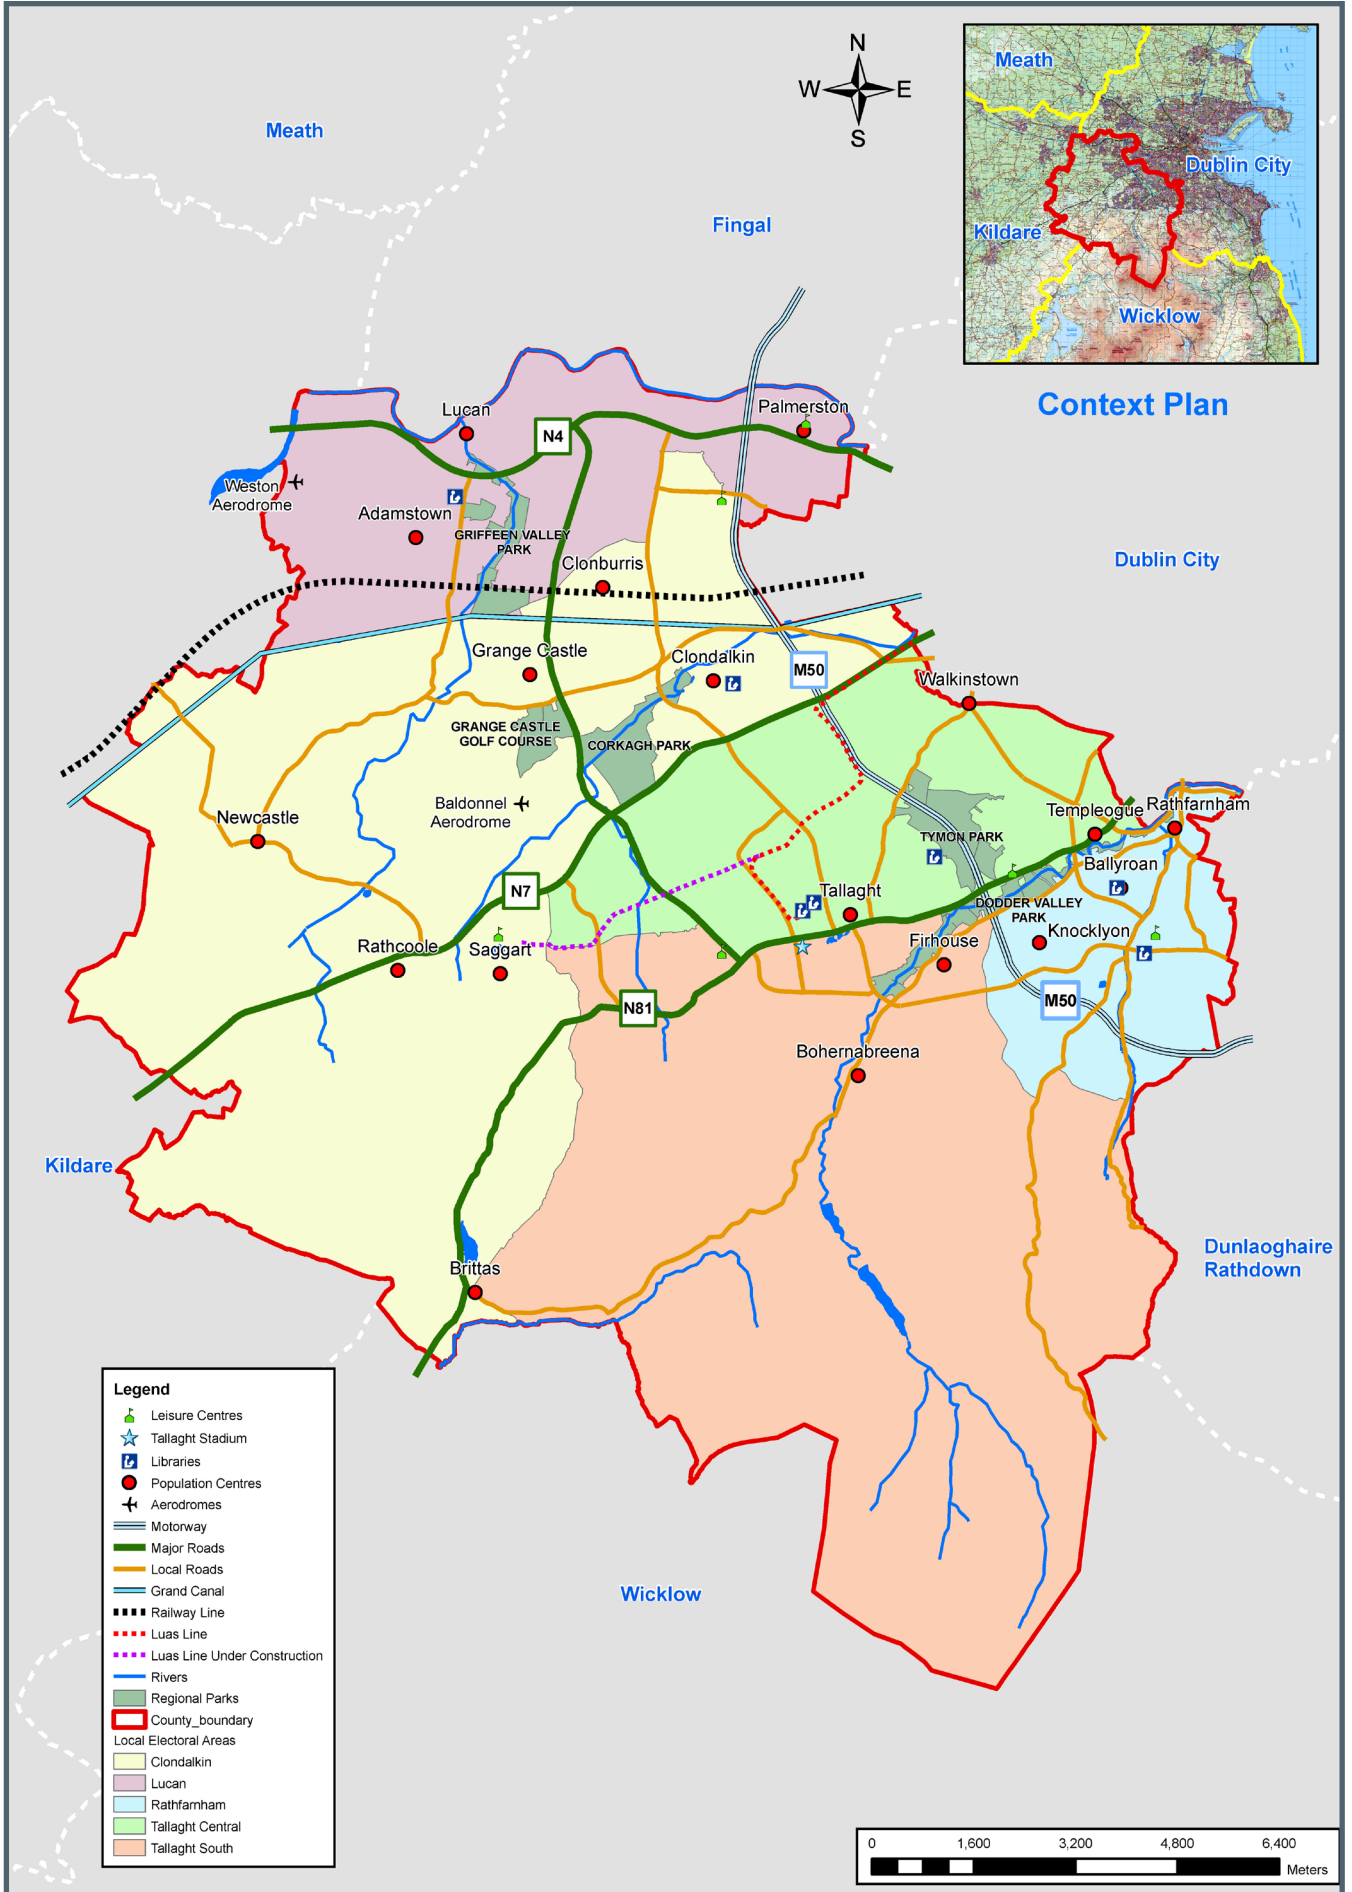 N
W
E
S
Meath
Fingal
Meath
Dublin City
Kildare
Wicklow
Context Plan
Lucan
Palmerston
N4
Weston
Aerodrome
Adamstown
GRIFFEEN VALLEY
PARK
Clonburris
Dublin City
Grange Castle
Clondalkin
M50
Walkinstown
GRANGE CASTLE
GOLF COURSE
CORKAGH PARK
Baldonnel
Aerodrome
Newcastle
Templeogue
Rathfarnham
TYMON PARK
Ballyroan
N7
Tallaght
DODDER VALLEY
PARK
Knocklyon
Rathcoole
Saggart
Firhouse
N81
M50
Bohernabreena
Kildare
Dunlaoghaire
Rathdown
Brittas
Wicklow
Legend
Leisure Centres
Tallaght Stadium
Libraries
Population Centres
Aerodromes
Motorway
Major Roads
Local Roads
Grand Canal
Railway Line
Luas Line
Luas Line Under Construction
Rivers
Regional Parks
County_boundary
Local Electoral Areas
Clondalkin
Lucan
Rathfarnham
Tallaght Central
Tallaght South
0 1,600 3,200 4,800 6,400
Meters